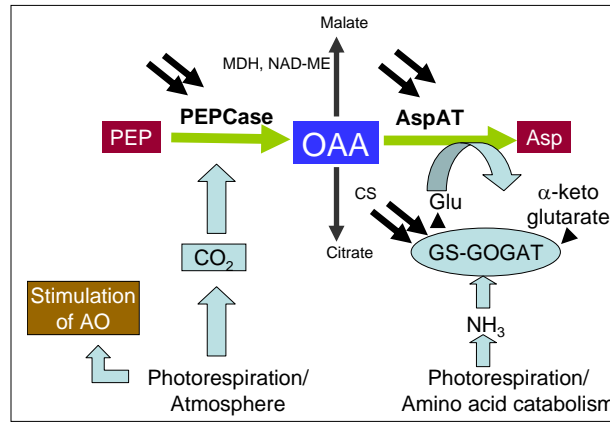 Malate
MDH, NAD-ME
PEPCase
AspAT
PEP
OAA
Asp
CS
Glu
α-keto
glutarate
Citrate
GS-GOGAT
CO₂
Stimulation
of AO
NH₃
Photorespiration/
Atmosphere
Photorespiration/
Amino acid catabolism